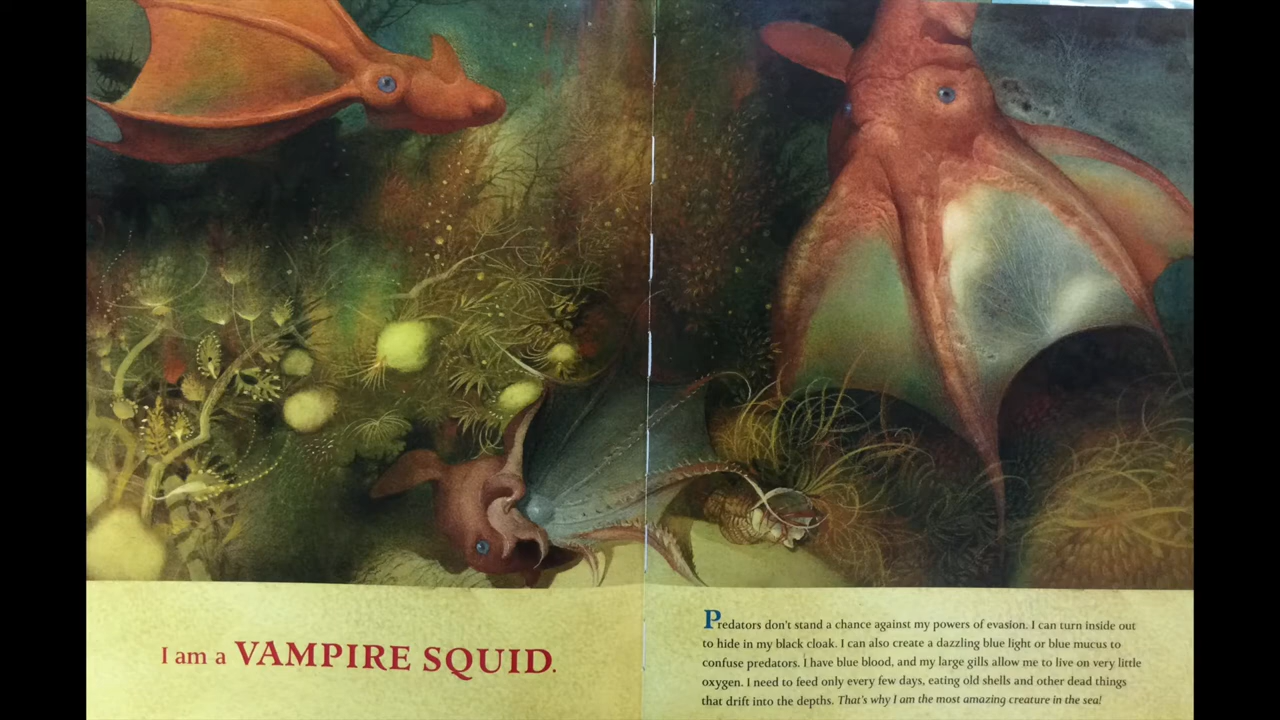 I am a VAMPIRE SQUID.
Predators don't stand a chance against my powers of evasion. I can turn inside out
to hide in my black cloak. I can also create a dazzling blue light or blue mucus to
confuse predators. I have blue blood, and my large gills allow me to live on very little
oxygen. I need to feed only every few days, eating old shells and other dead things
that drift into the depths. That's why I am the most amazing creature in the sea!